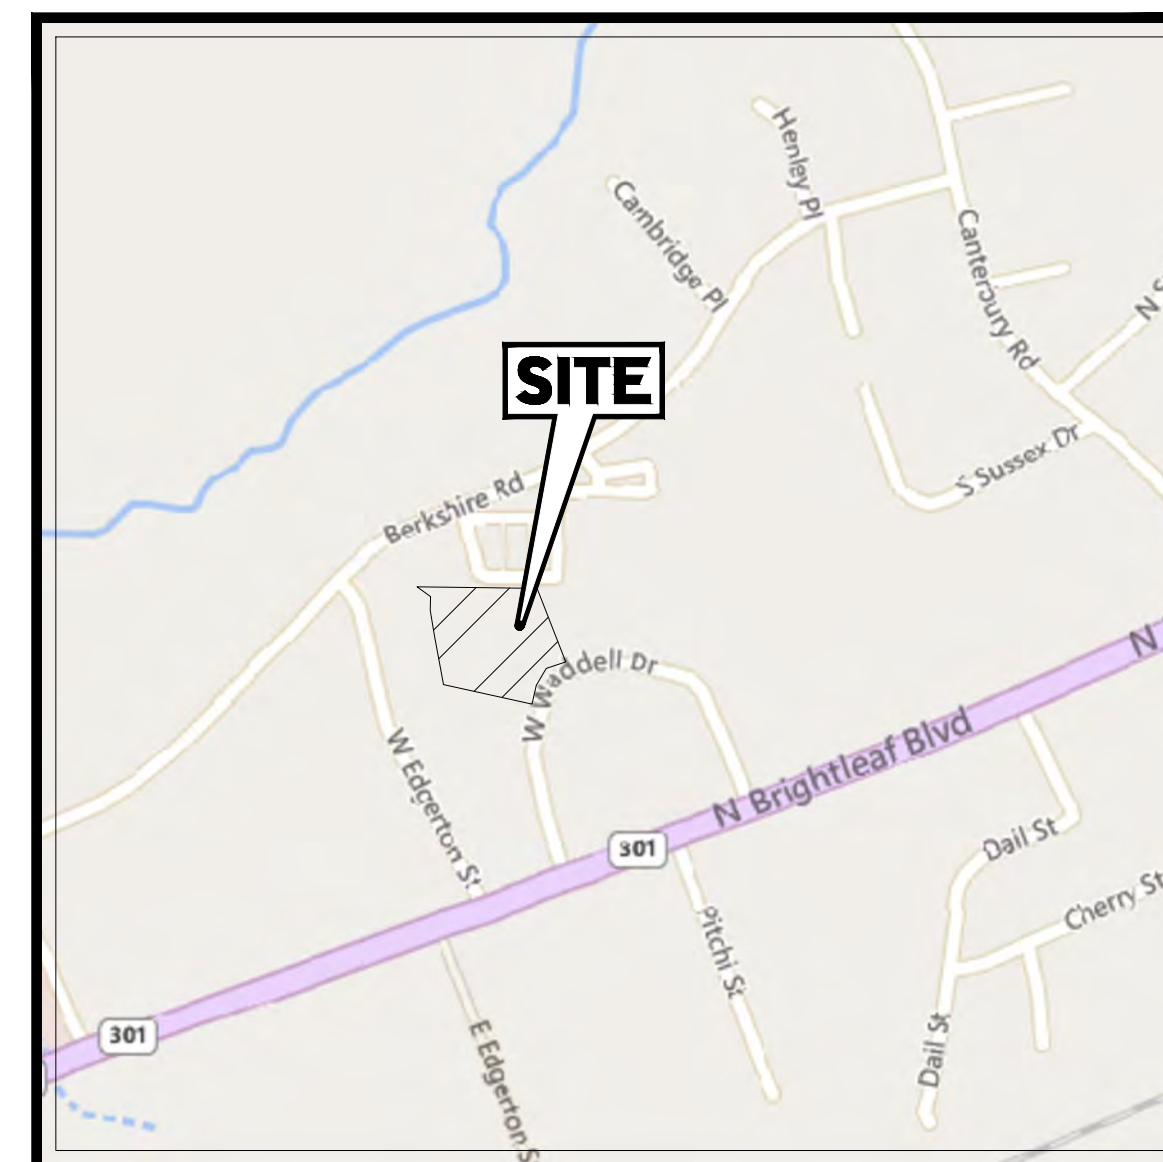 Henley Pl
Cambridge Pl
Canterbury Rd
N S
SITE
S Sussex Dr
Berkshire Rd
N
W Waddell Dr
W Edgerton St
N Brightleaf Blvd
301
Dail St
Cherry St
Pitchi St
301
Dail St
E Edgerton S